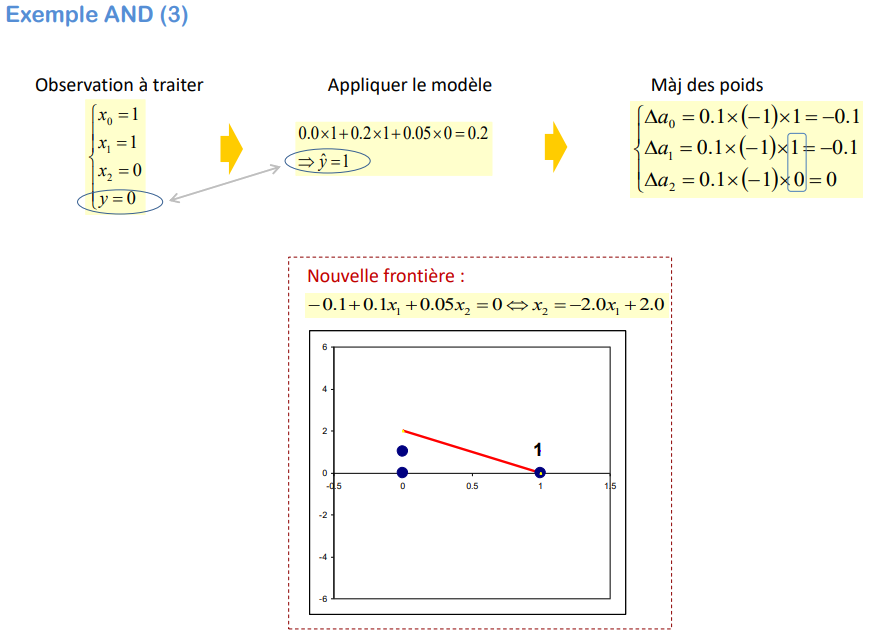 Exemple AND (3)
Observation à traiter
x₀ = 1
x₁ = 1
x₂ = 0
y = 0
Appliquer le modèle
0.0×1+0.2×1+0.05×0=0.2
⇒ ŷ = 1
Màj des poids
Δa₀ = 0.1×(−1)×1 = −0.1
Δa₁ = 0.1×(−1)×1 = −0.1
Δa₂ = 0.1×(−1)×0 = 0
Nouvelle frontière :
−0.1+0.1x₁+0.05x₂ = 0 ⇔ x₂ = −2.0x₁ + 2.0
6
4
2
1
0
-0.5 0 0.5 1 1.5
-2
-4
-6